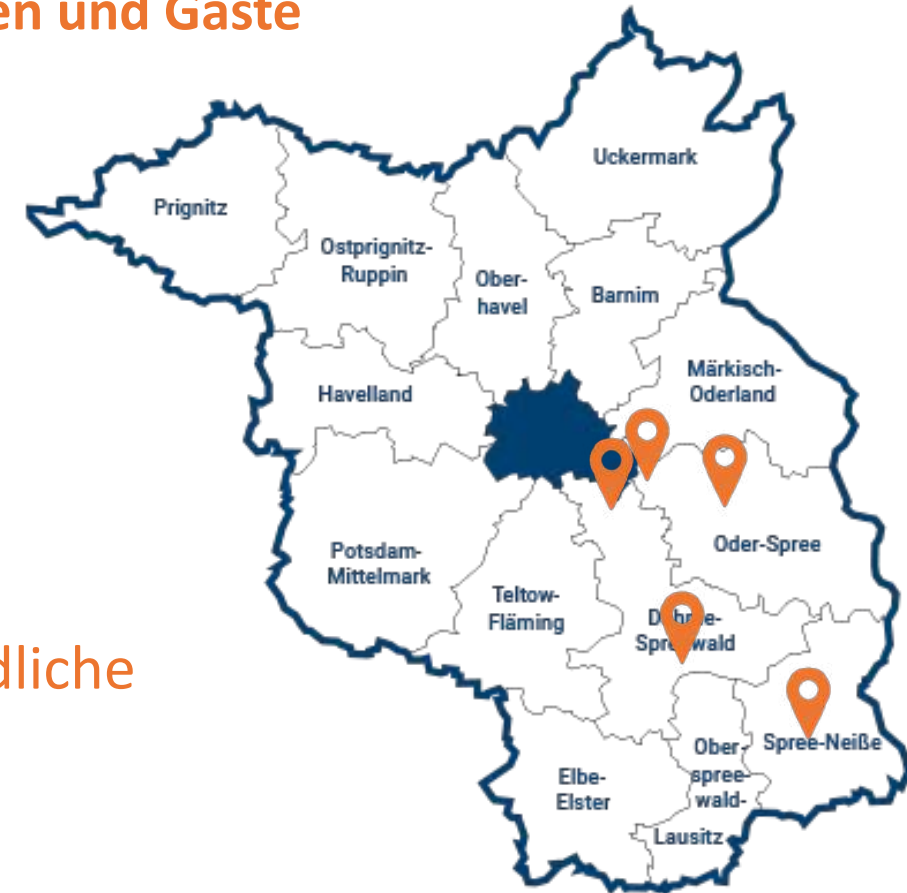 en und Gäste
Uckermark
Prignitz
Ostprignitz-
Ruppin
Ober-
havel
Barnim
Märkisch-
Oderland
Havelland
Oder-Spree
Potsdam-
Mittelmark
Teltow-
Fläming
Spree-Neiße
dliche
Ober-
spree-
wald-
Lausitz
Elbe-
Elster